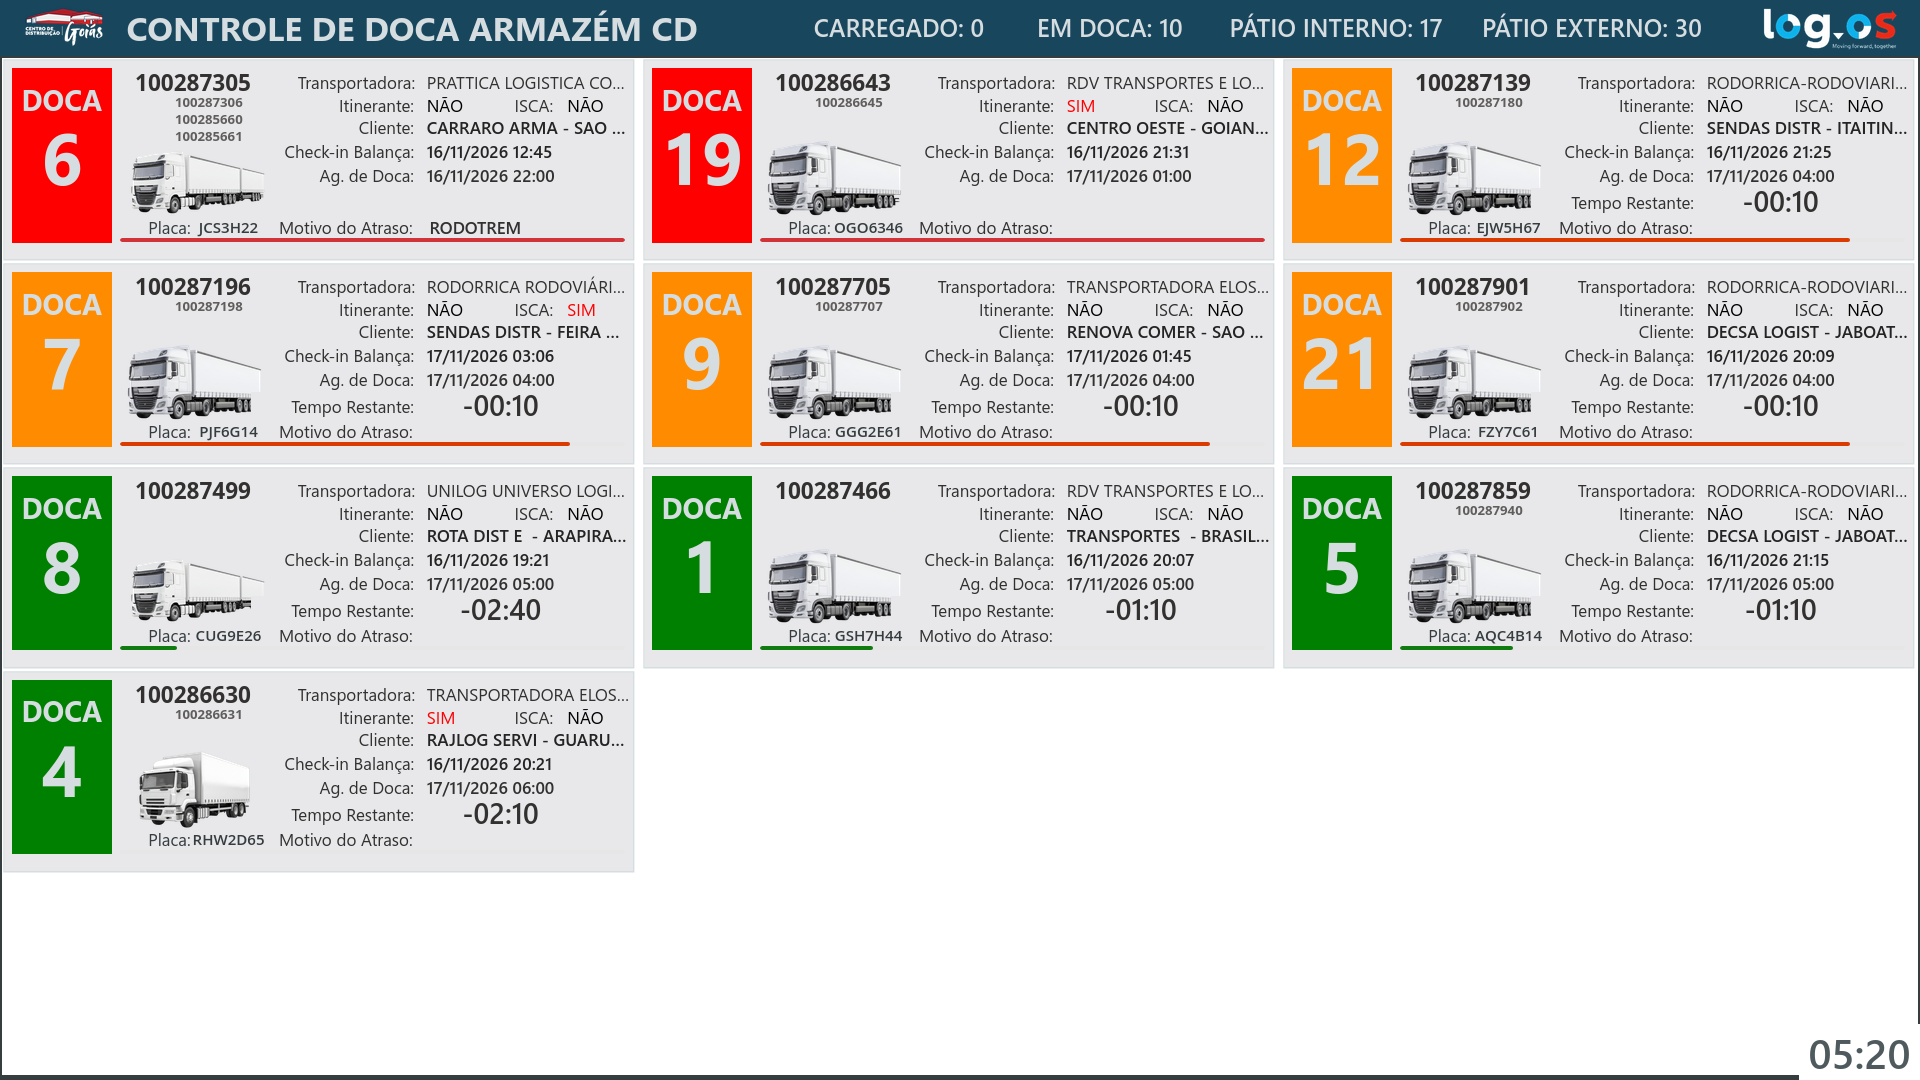 CENTRO DE DISTRIBUIÇÃO Goiás
CONTROLE DE DOCA ARMAZÉM CD
CARREGADO: 0 EM DOCA: 10 PÁTIO INTERNO: 17 PÁTIO EXTERNO: 30
log.os
Moving forward, together
DOCA
6
100287305
100287306
100285660
100285661
Placa: JCS3H22
Transportadora: PRATTICA LOGISTICA CO...
Itinerante: NÃO ISCA: NÃO
Cliente: CARRARO ARMA - SAO ...
Check-in Balança: 16/11/2026 12:45
Ag. de Doca: 16/11/2026 22:00
Motivo do Atraso: RODOTREM
DOCA
19
100286643
100286645
Placa: OGO6346
Transportadora: RDV TRANSPORTES E LO...
Itinerante: SIM ISCA: NÃO
Cliente: CENTRO OESTE - GOIAN...
Check-in Balança: 16/11/2026 21:31
Ag. de Doca: 17/11/2026 01:00
Motivo do Atraso:
DOCA
12
100287139
100287180
Placa: EJW5H67
Transportadora: RODORRICA-RODOVIARI...
Itinerante: NÃO ISCA: NÃO
Cliente: SENDAS DISTR - ITAITIN...
Check-in Balança: 16/11/2026 21:25
Ag. de Doca: 17/11/2026 04:00
Tempo Restante: -00:10
Motivo do Atraso:
DOCA
7
100287196
100287198
Placa: PJF6G14
Transportadora: RODORRICA RODOVIÁRI...
Itinerante: NÃO ISCA: SIM
Cliente: SENDAS DISTR - FEIRA ...
Check-in Balança: 17/11/2026 03:06
Ag. de Doca: 17/11/2026 04:00
Tempo Restante: -00:10
Motivo do Atraso:
DOCA
9
100287705
100287707
Placa: GGG2E61
Transportadora: TRANSPORTADORA ELOS...
Itinerante: NÃO ISCA: NÃO
Cliente: RENOVA COMER - SAO ...
Check-in Balança: 17/11/2026 01:45
Ag. de Doca: 17/11/2026 04:00
Tempo Restante: -00:10
Motivo do Atraso:
DOCA
21
100287901
100287902
Placa: FZY7C61
Transportadora: RODORRICA-RODOVIARI...
Itinerante: NÃO ISCA: NÃO
Cliente: DECSA LOGIST - JABOAT...
Check-in Balança: 16/11/2026 20:09
Ag. de Doca: 17/11/2026 04:00
Tempo Restante: -00:10
Motivo do Atraso:
DOCA
8
100287499
Placa: CUG9E26
Transportadora: UNILOG UNIVERSO LOGI...
Itinerante: NÃO ISCA: NÃO
Cliente: ROTA DIST E - ARAPIRA...
Check-in Balança: 16/11/2026 19:21
Ag. de Doca: 17/11/2026 05:00
Tempo Restante: -02:40
Motivo do Atraso:
DOCA
1
100287466
Placa: GSH7H44
Transportadora: RDV TRANSPORTES E LO...
Itinerante: NÃO ISCA: NÃO
Cliente: TRANSPORTES - BRASIL...
Check-in Balança: 16/11/2026 20:07
Ag. de Doca: 17/11/2026 05:00
Tempo Restante: -01:10
Motivo do Atraso:
DOCA
5
100287859
100287940
Placa: AQC4B14
Transportadora: RODORRICA-RODOVIARI...
Itinerante: NÃO ISCA: NÃO
Cliente: DECSA LOGIST - JABOAT...
Check-in Balança: 16/11/2026 21:15
Ag. de Doca: 17/11/2026 05:00
Tempo Restante: -01:10
Motivo do Atraso:
DOCA
4
100286630
100286631
Placa: RHW2D65
Transportadora: TRANSPORTADORA ELOS...
Itinerante: SIM ISCA: NÃO
Cliente: RAJLOG SERVI - GUARU...
Check-in Balança: 16/11/2026 20:21
Ag. de Doca: 17/11/2026 06:00
Tempo Restante: -02:10
Motivo do Atraso:
05:20